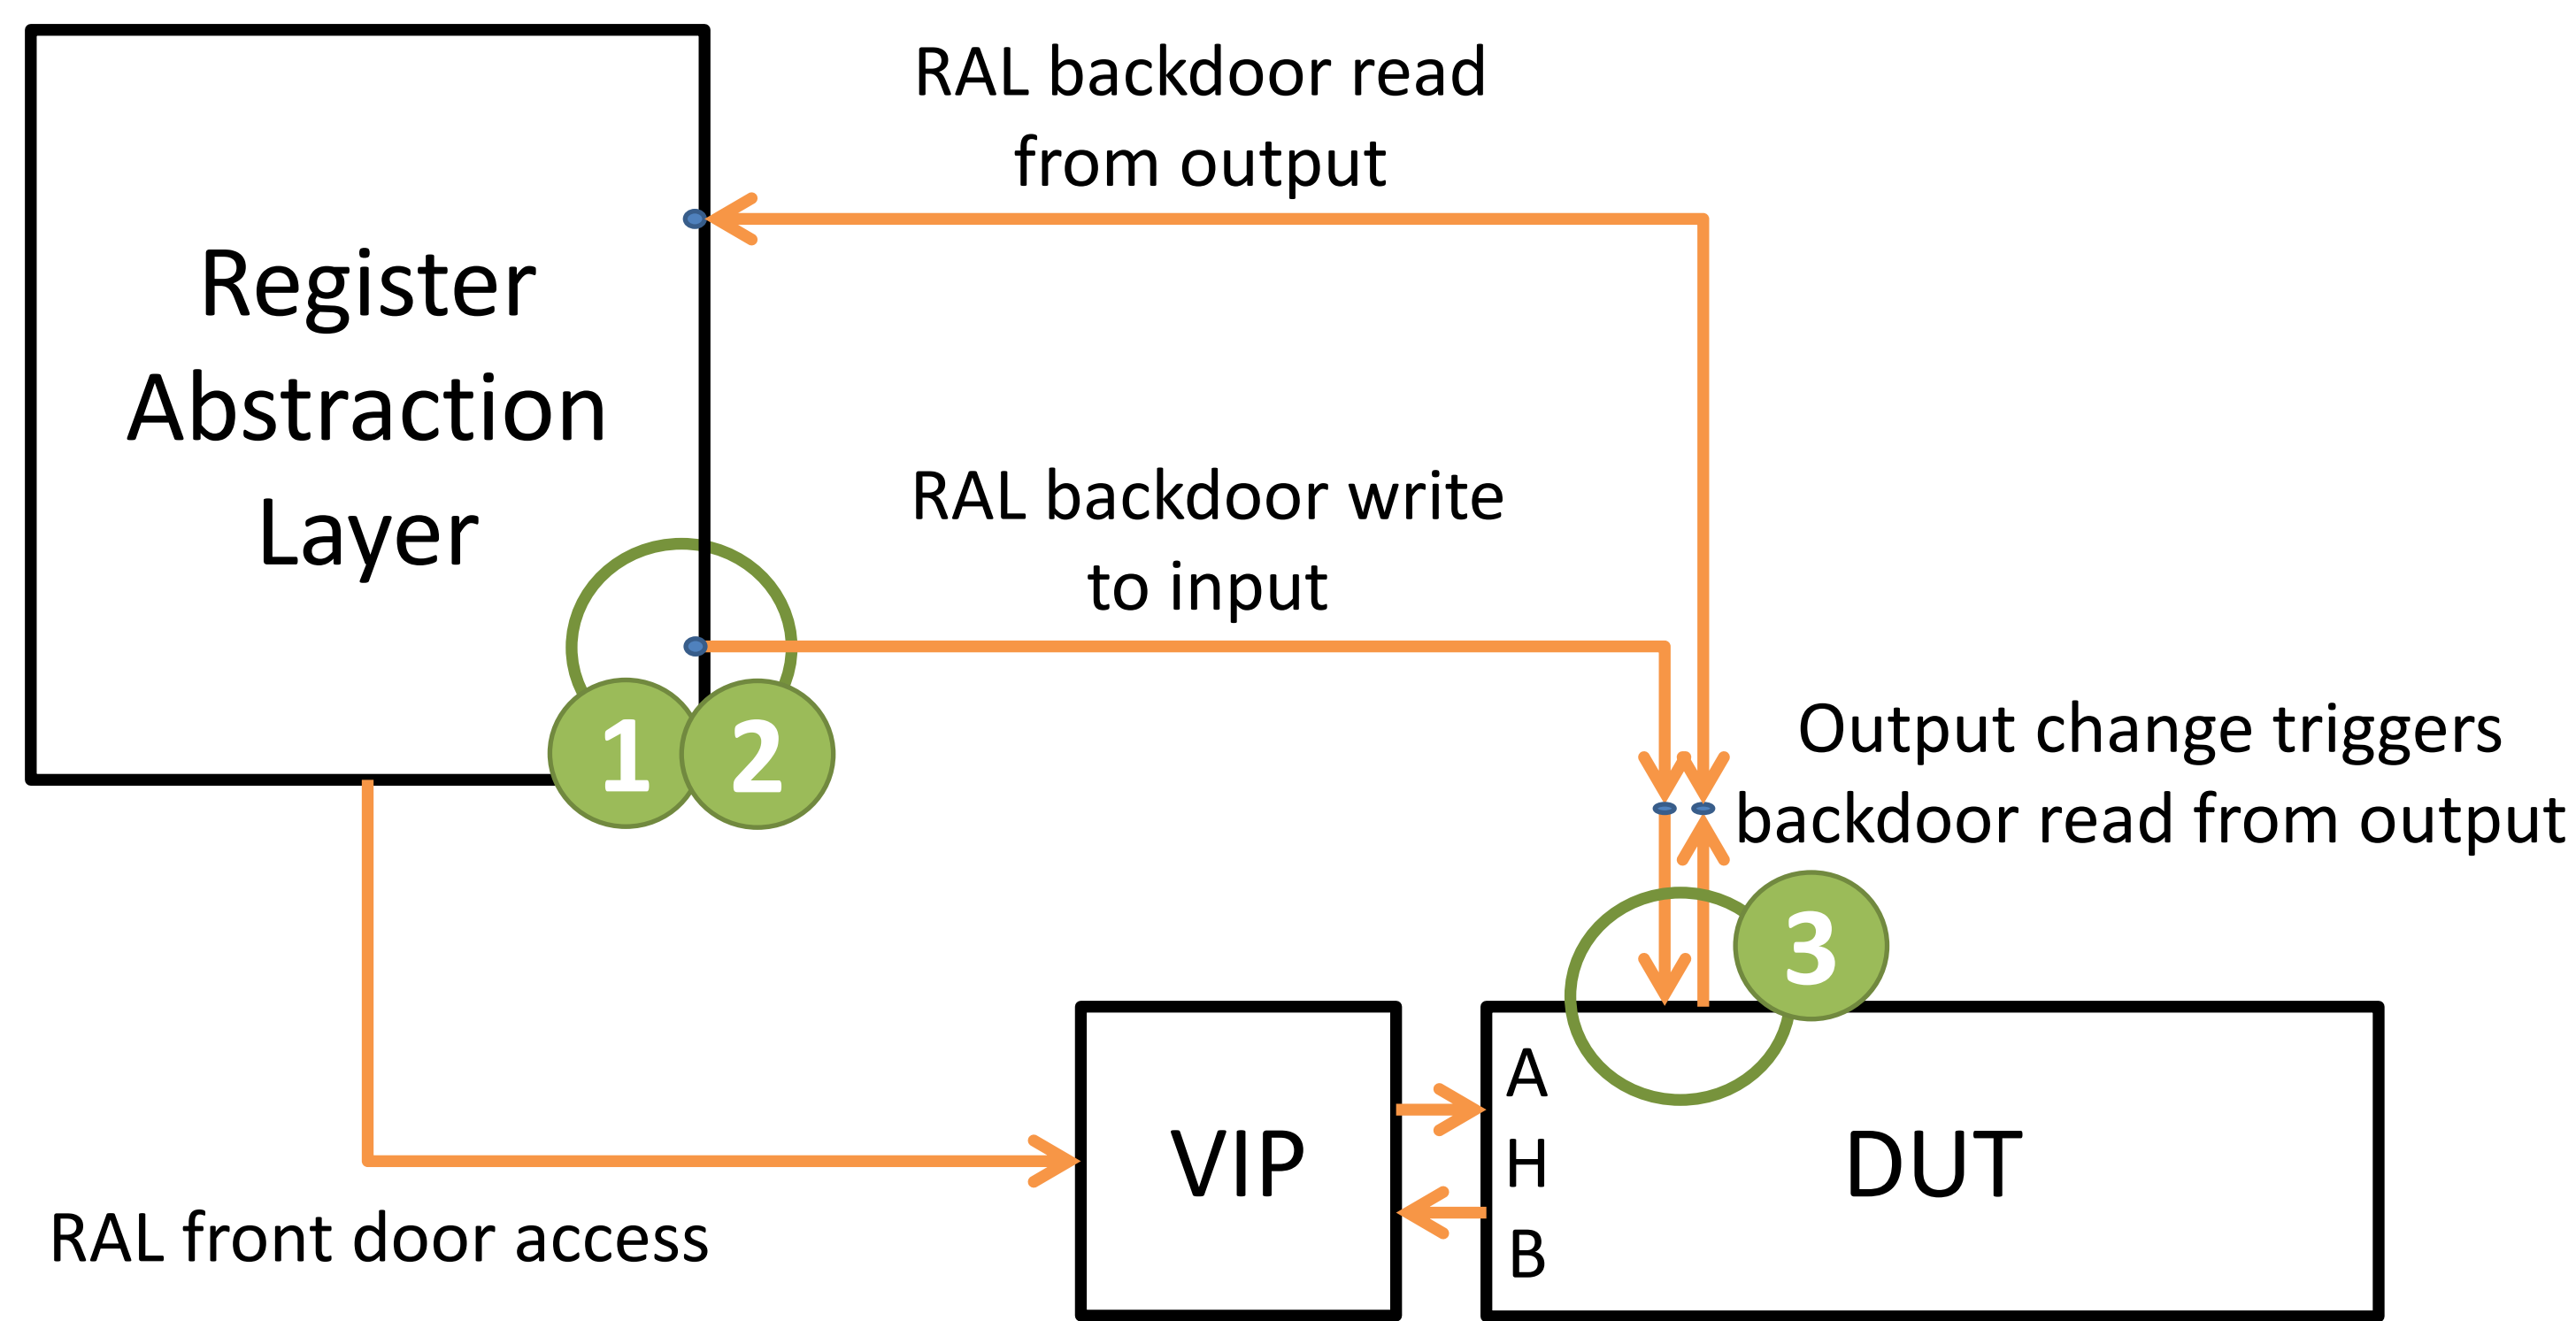 RAL backdoor read
from output
Register
Abstraction
Layer
RAL backdoor write
to input
1
2
Output change triggers
backdoor read from output
3
A
H
B
VIP
DUT
RAL front door access